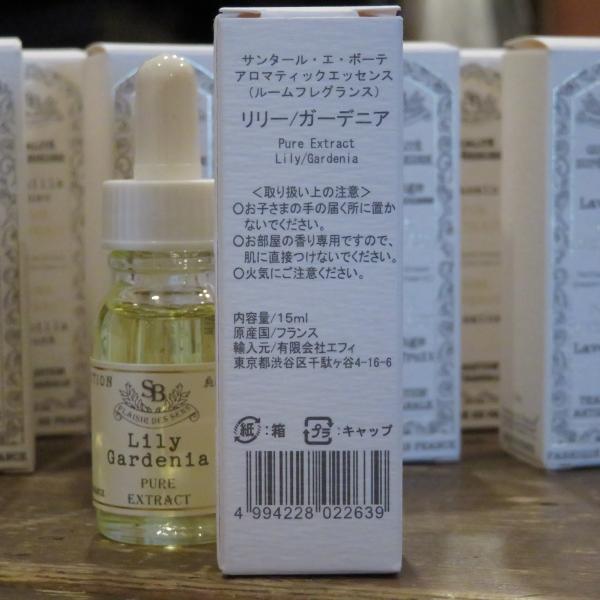 サンタール・エ・ボーテ
アロマティックエッセンス
(ルームフレグランス)
リリー/ガーデニア
Pure Extract
Lily/Gardenia
＜取り扱い上の注意＞
○お子さまの手の届く所に置か
ないでください。
○お部屋の香り専用ですので、
肌に直接つけないでください。
○火気にご注意ください。
内容量/15ml
原産国/フランス
輸入元/有限会社エフィ
東京都渋谷区千駄ヶ谷4-16-6
紙:箱 プラ:キャップ
4 994228 022639
SB
PLAISIR DES SENS
Lily
Gardenia
PURE
EXTRACT